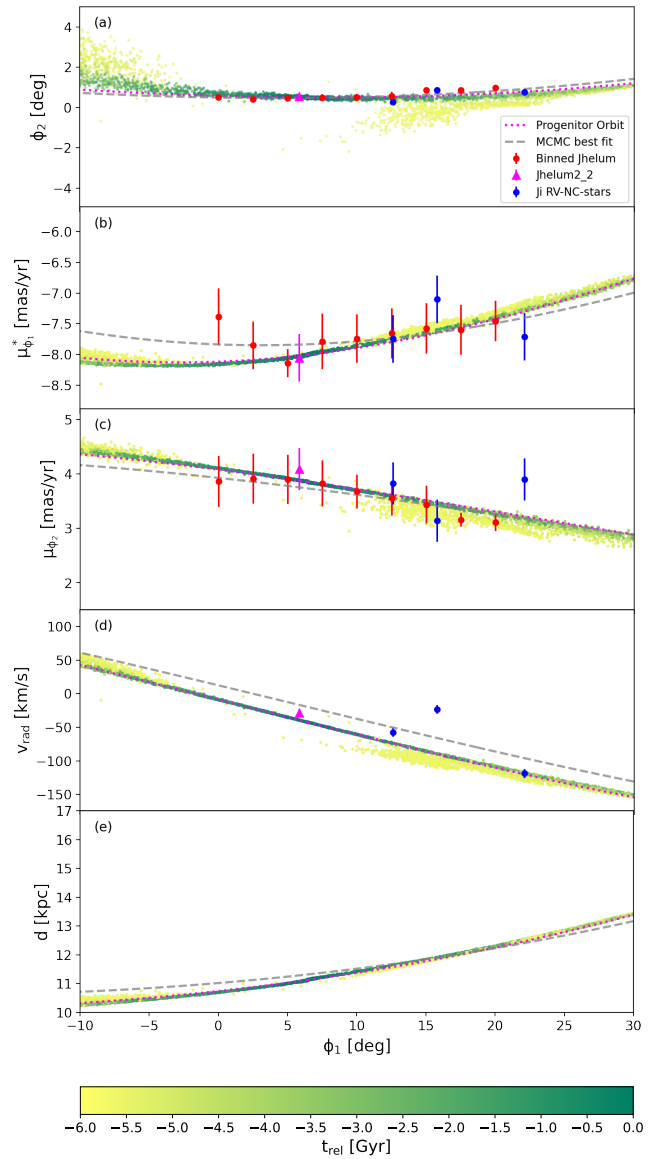 (a)
4
2
0
−2
−4
ϕ₂ [deg]
Progenitor Orbit
MCMC best fit
Binned Jhelum
Jhelum2_2
Ji RV-NC-stars
(b)
−6.0
−6.5
−7.0
−7.5
−8.0
−8.5
μ*ϕ₁ [mas/yr]
(c)
5
4
3
2
μϕ₂ [mas/yr]
(d)
100
50
0
−50
−100
−150
v_rad [km/s]
(e)
17
16
15
14
13
12
11
10
d [kpc]
−10 −5 0 5 10 15 20 25 30
ϕ₁ [deg]
−6.0 −5.5 −5.0 −4.5 −4.0 −3.5 −3.0 −2.5 −2.0 −1.5 −1.0 −0.5 0.0
t_rel [Gyr]